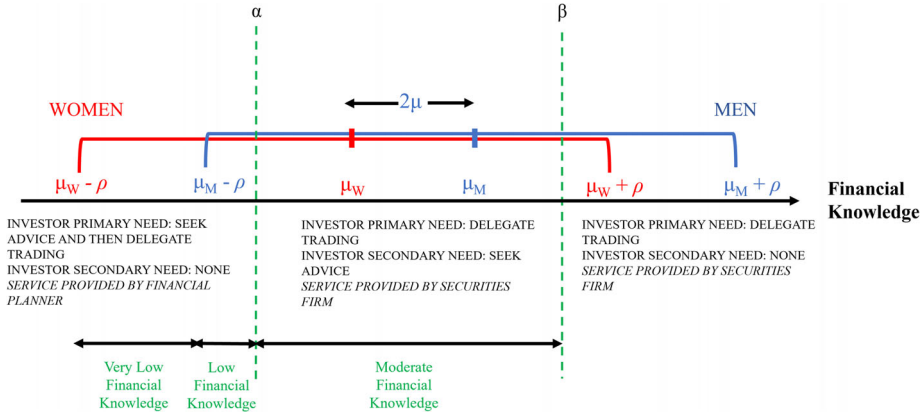 α
β
WOMEN
2μ
MEN
μW - ρ
μM - ρ
μW
μM
μW + ρ
μM + ρ
Financial
Knowledge
INVESTOR PRIMARY NEED: SEEK
ADVICE AND THEN DELEGATE
TRADING
INVESTOR SECONDARY NEED: NONE
SERVICE PROVIDED BY FINANCIAL
PLANNER
INVESTOR PRIMARY NEED: DELEGATE
TRADING
INVESTOR SECONDARY NEED: SEEK
ADVICE
SERVICE PROVIDED BY SECURITIES
FIRM
INVESTOR PRIMARY NEED: DELEGATE
TRADING
INVESTOR SECONDARY NEED: NONE
SERVICE PROVIDED BY SECURITIES
FIRM
Very Low
Financial
Knowledge
Low
Financial
Knowledge
Moderate
Financial
Knowledge